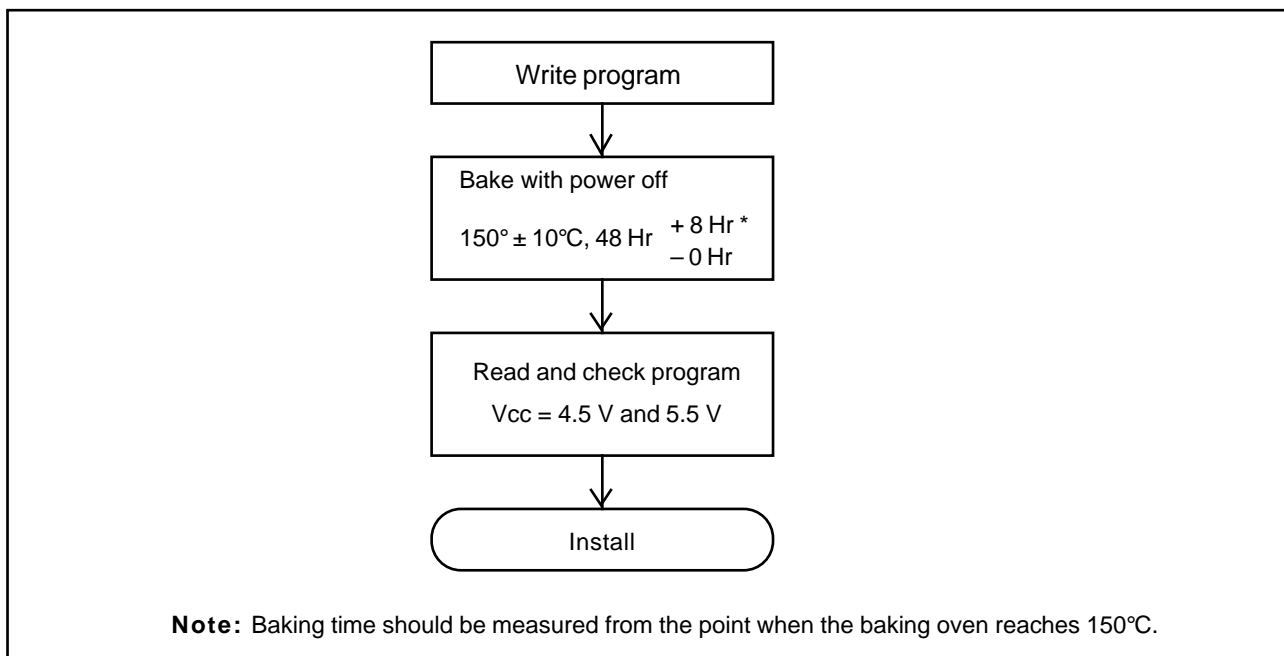 Write program
Bake with power off
150° ± 10°C, 48 Hr + 8 Hr *
– 0 Hr
Read and check program
Vcc = 4.5 V and 5.5 V
Install
Note: Baking time should be measured from the point when the baking oven reaches 150°C.